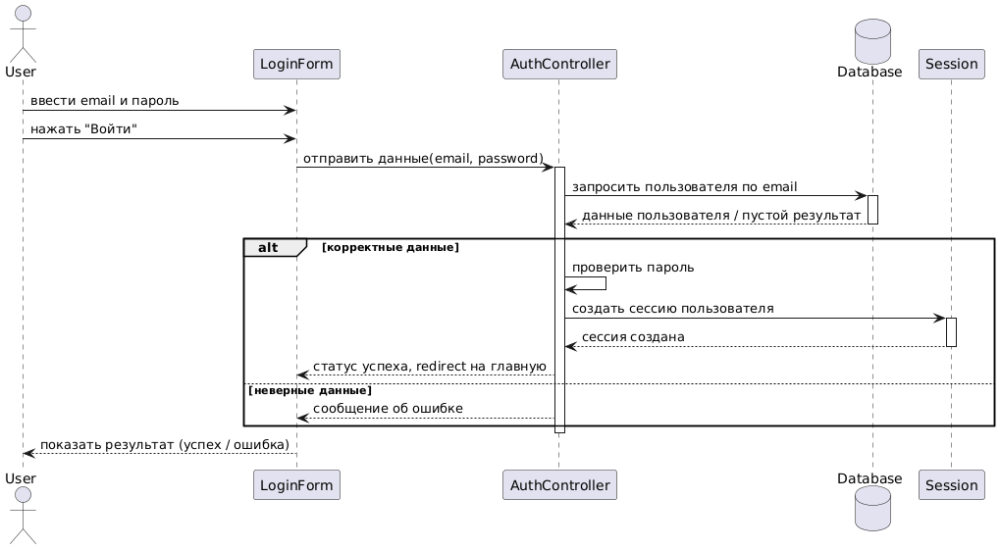 User
LoginForm
AuthController
Database
Session
ввести email и пароль
нажать "Войти"
отправить данные(email, password)
запросить пользователя по email
данные пользователя / пустой результат
alt [корректные данные]
проверить пароль
создать сессию пользователя
сессия создана
статус успеха, redirect на главную
[неверные данные]
сообщение об ошибке
показать результат (успех / ошибка)
User
LoginForm
AuthController
Database
Session